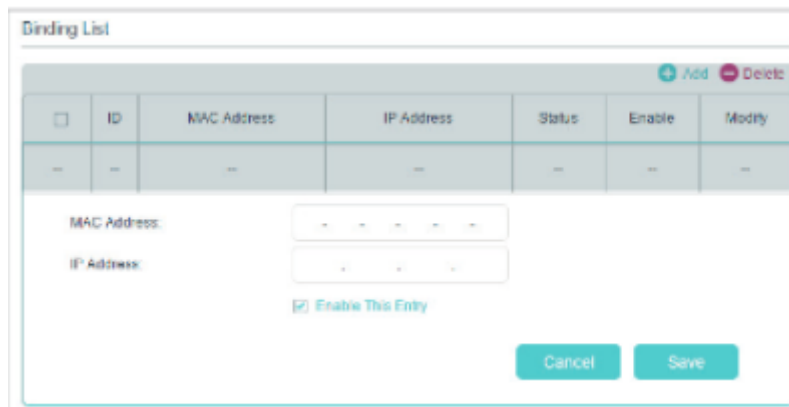 Binding List
Add Delete
ID MAC Address IP Address Status Enable Modify
-- -- -- -- -- -- --
MAC Address:
- - - - -
IP Address:
. . .
Enable This Entry
Cancel Save